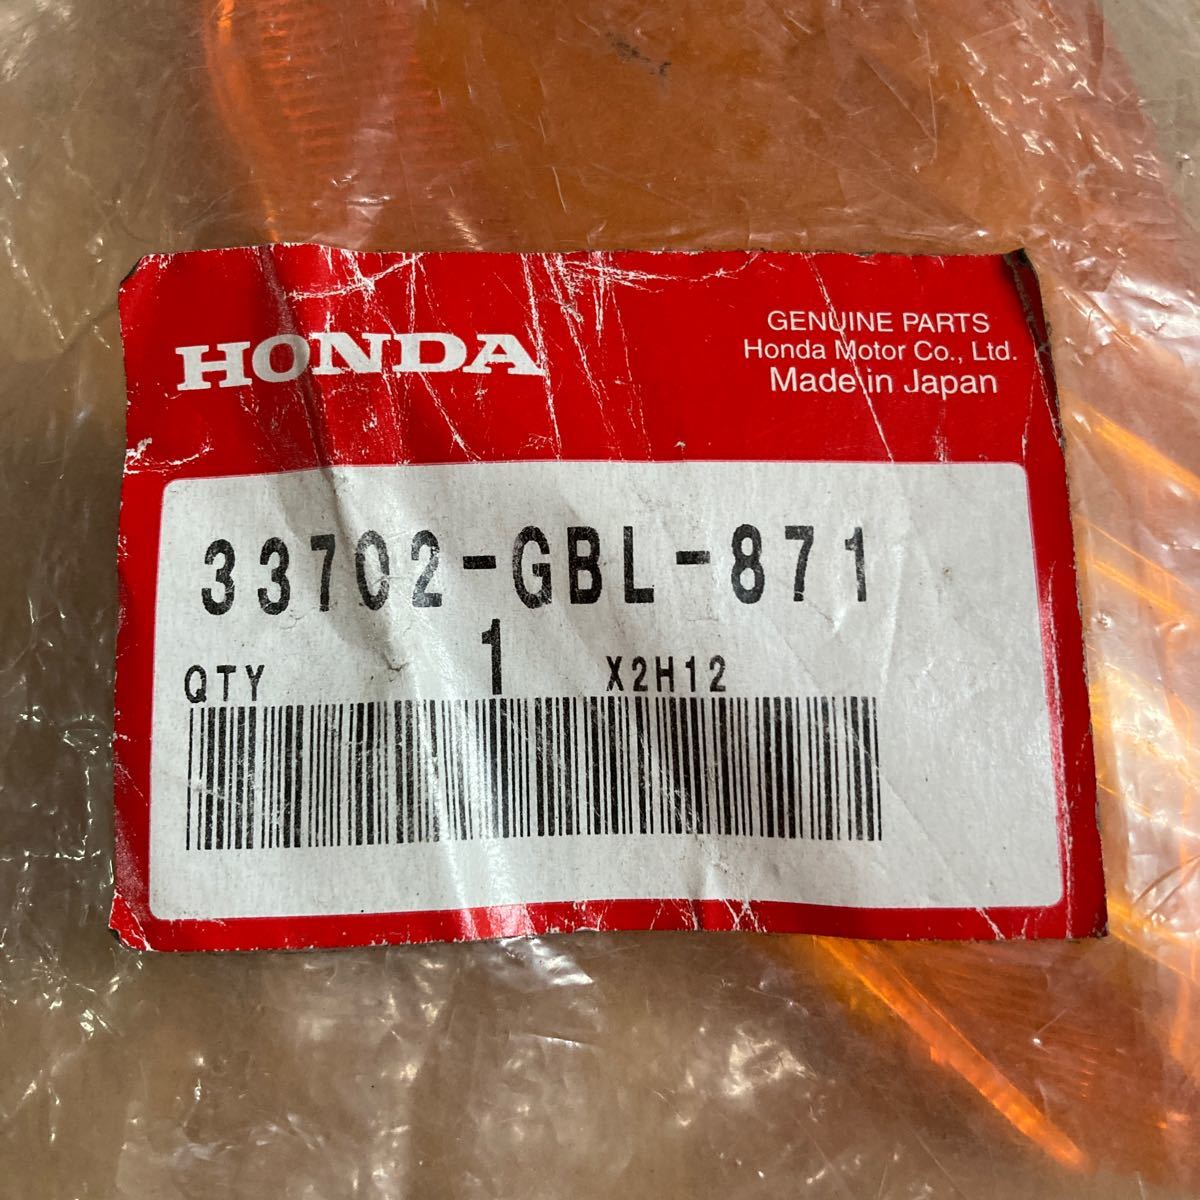 HONDA
GENUINE PARTS
Honda Motor Co., Ltd.
Made in Japan
33702-GBL-871
QTY 1 X2H12